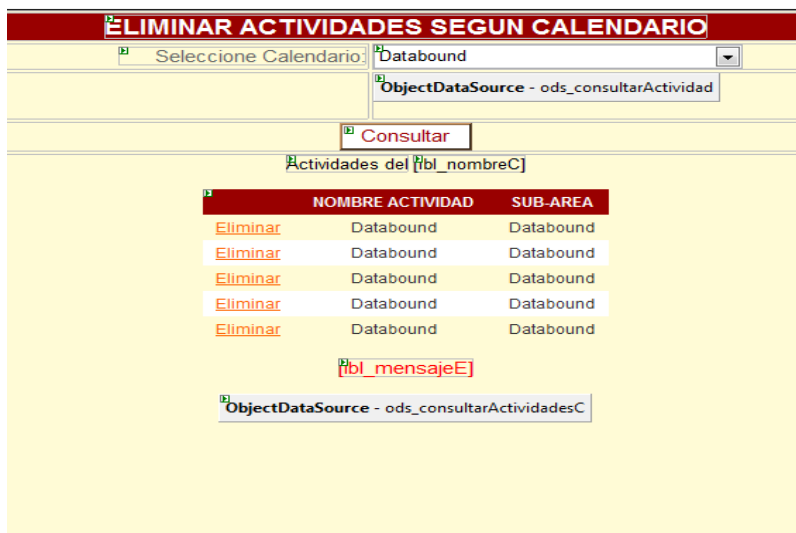 ELIMINAR ACTIVIDADES SEGUN CALENDARIO
Seleccione Calendario: Databound
ObjectDataSource - ods_consultarActividad
Consultar
Actividades del [lbl_nombreC]
NOMBRE ACTIVIDAD SUB-AREA
Eliminar Databound Databound
Eliminar Databound Databound
Eliminar Databound Databound
Eliminar Databound Databound
Eliminar Databound Databound
[lbl_mensajeE]
ObjectDataSource - ods_consultarActividadesC